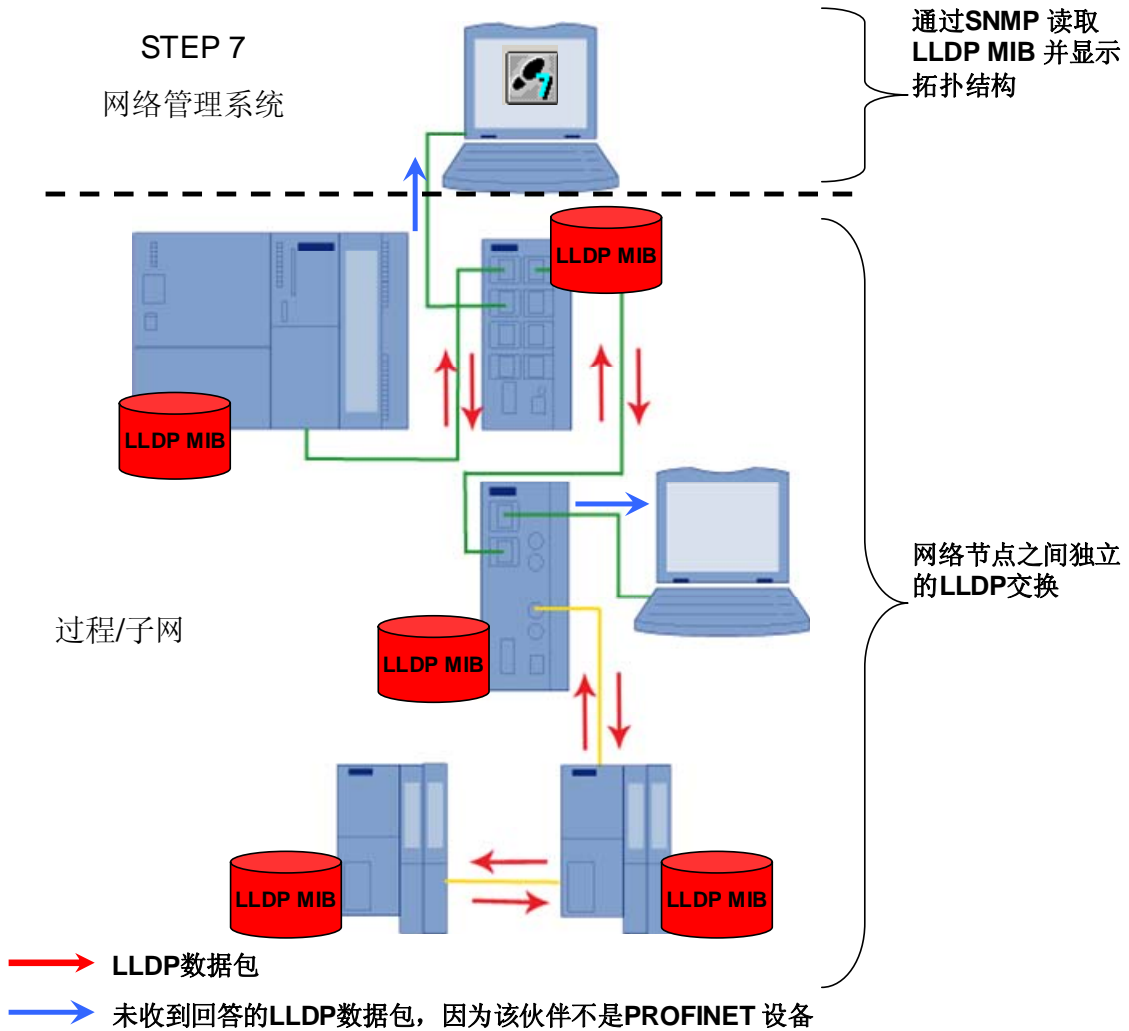 STEP 7
网络管理系统
通过SNMP 读取
LLDP MIB 并显示
拓扑结构
7
LLDP MIB
LLDP MIB
网络节点之间独立
的LLDP交换
过程/子网
LLDP MIB
LLDP MIB
LLDP MIB
LLDP数据包
未收到回答的LLDP数据包，因为该伙伴不是PROFINET 设备